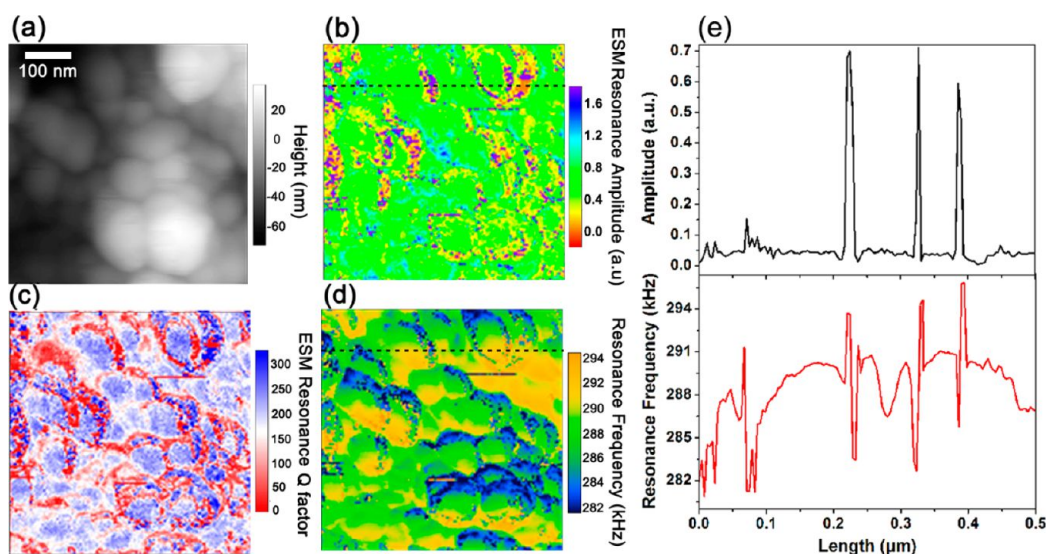 (a)
100 nm
20
0
-20
-40
-60
Height (nm)
(b)
1.6
1.2
0.8
0.4
0.0
ESM Resonance Amplitude (a.u)
(c)
300
250
200
150
100
50
0
ESM Resonance Q factor
(d)
294
292
290
288
286
284
282
Resonance Frequency (kHz)
(e)
0.7
0.6
0.5
0.4
0.3
0.2
0.1
0.0
Amplitude (a.u.)
294
291
288
285
282
Resonance Frequency (kHz)
0.0 0.1 0.2 0.3 0.4 0.5
Length (μm)